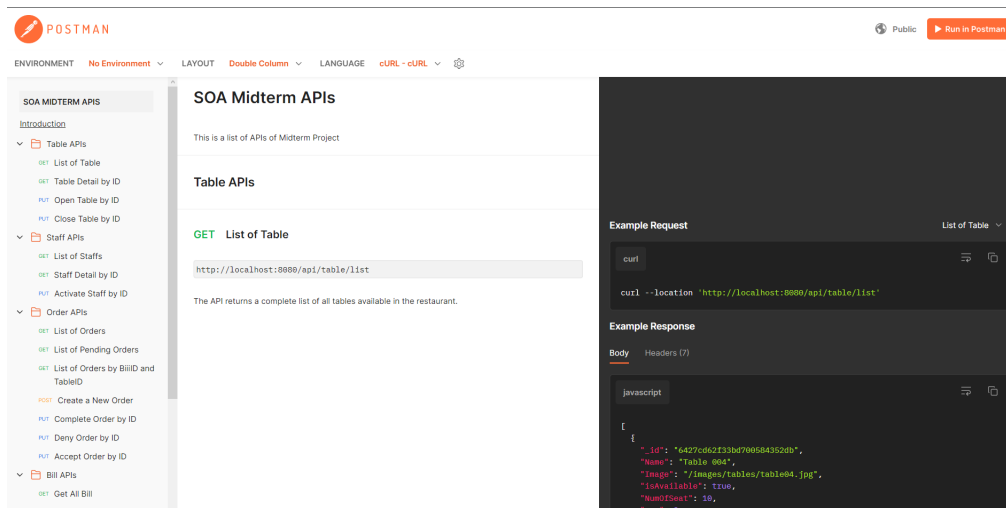 POSTMAN
Public
Run in Postman
ENVIRONMENT No Environment LAYOUT Double Column LANGUAGE cURL - cURL
SOA MIDTERM APIS
Introduction
Table APIs
GET List of Table
GET Table Detail by ID
PUT Open Table by ID
PUT Close Table by ID
Staff APIs
GET List of Staffs
GET Staff Detail by ID
PUT Activate Staff by ID
Order APIs
GET List of Orders
GET List of Pending Orders
GET List of Orders by BiiilD and
TableID
POST Create a New Order
PUT Complete Order by ID
PUT Deny Order by ID
PUT Accept Order by ID
Bill APIs
GET Get All Bill
SOA Midterm APIs
This is a list of APIs of Midterm Project
Table APIs
GET List of Table
http://localhost:8080/api/table/list
The API returns a complete list of all tables available in the restaurant.
Example Request
List of Table
curl
curl --location 'http://localhost:8080/api/table/list'
Example Response
Body Headers (7)
javascript
[
{
"_id": "6427cd62f33bd700584352db",
"Name": "Table 004",
"Image": "/images/tables/table04.jpg",
"isAvailable": true,
"NumOfSeat": 10,